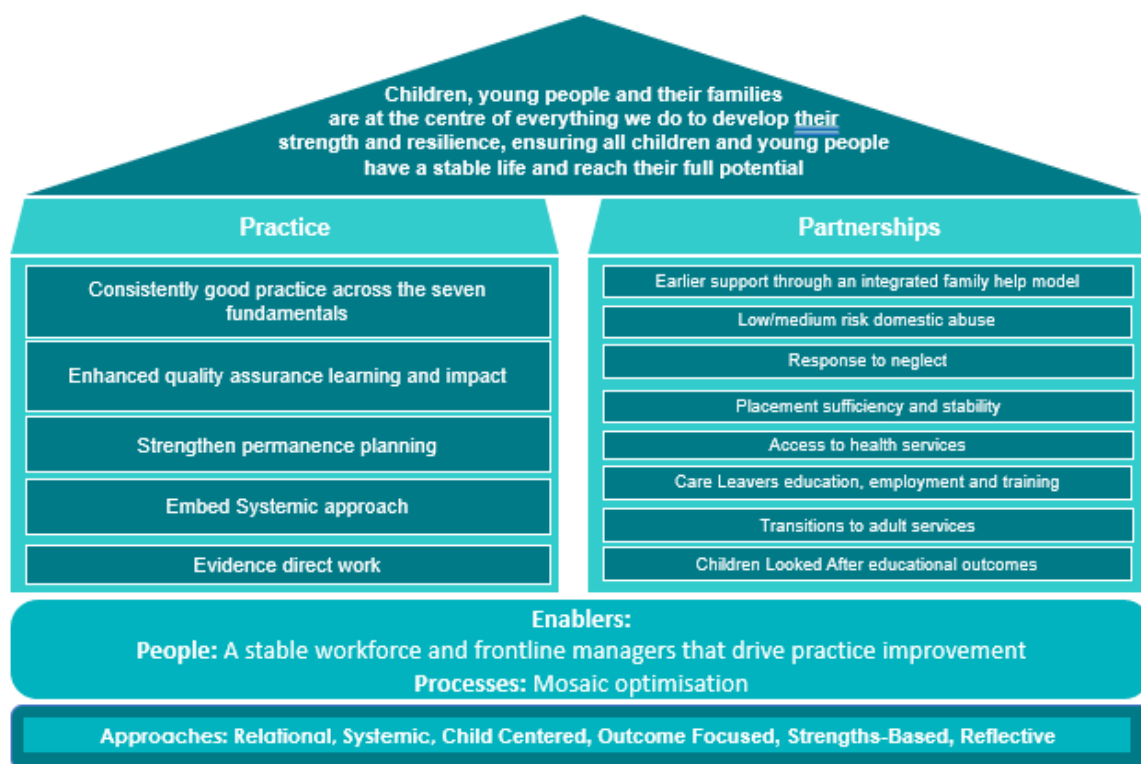 Children, young people and their families
are at the centre of everything we do to develop their
strength and resilience, ensuring all children and young people
have a stable life and reach their full potential
Practice
Consistently good practice across the seven
fundamentals
Enhanced quality assurance learning and impact
Strengthen permanence planning
Embed Systemic approach
Evidence direct work
Partnerships
Earlier support through an integrated family help model
Low/medium risk domestic abuse
Response to neglect
Placement sufficiency and stability
Access to health services
Care Leavers education, employment and training
Transitions to adult services
Children Looked After educational outcomes
Enablers:
People: A stable workforce and frontline managers that drive practice improvement
Processes: Mosaic optimisation
Approaches: Relational, Systemic, Child Centered, Outcome Focused, Strengths-Based, Reflective